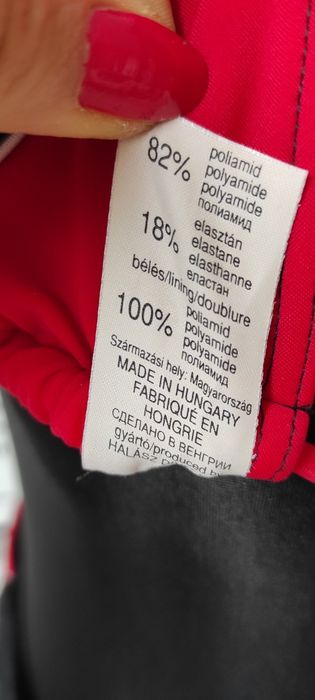 82%
poliamid
polyamide
polyamide
полиамид
18%
elasztán
elastane
elasthanne
еластан
bélés/lining/doublure
100%
poliamid
polyamide
polyamide
полиамид
Származási hely: Magyarország
MADE IN HUNGARY
FABRIQUÉ EN
HONGRIE
СДЕЛАНО В ВЕНГРИИ
gyártó/produced
HALÁSZ